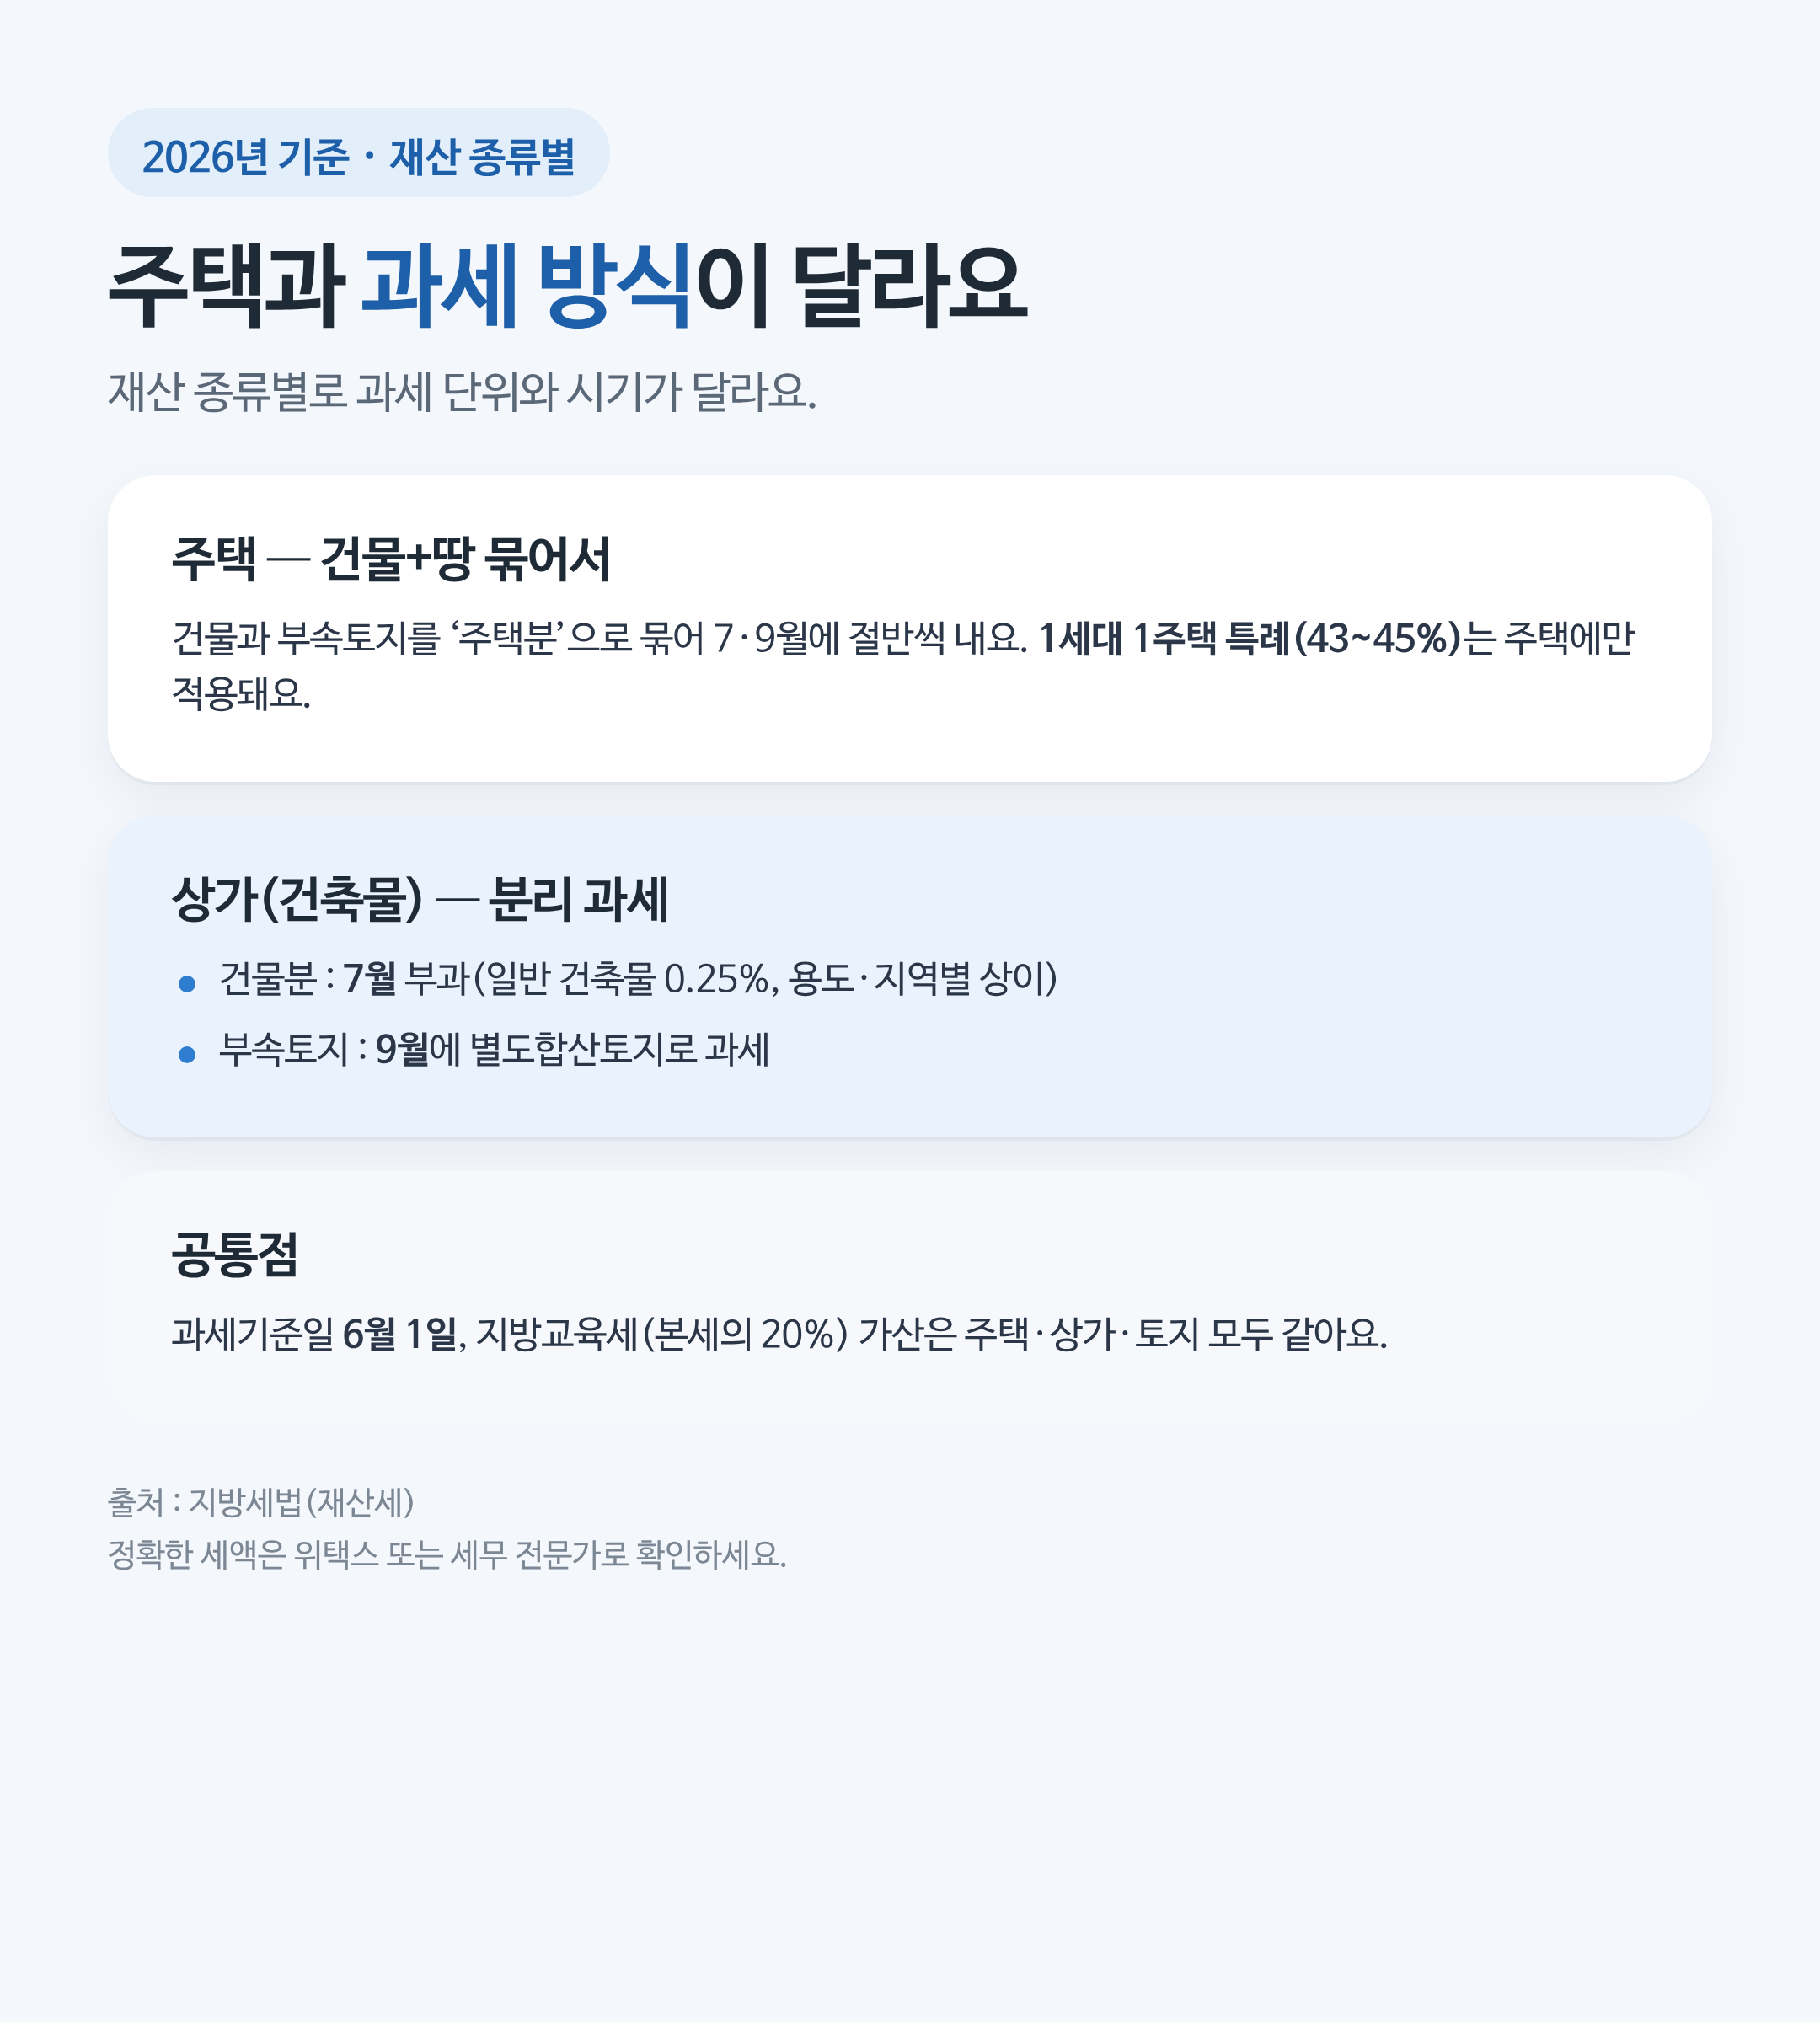 2026년 기준 · 재산 종류별
주택과 과세 방식이 달라요
재산 종류별로 과세 단위와 시기가 달라요.
주택 — 건물+땅 묶어서
건물과 부속토지를 ‘주택분’으로 묶어 7·9월에 절반씩 내요. 1세대 1주택 특례(43~45%)는 주택에만
적용돼요.
상가(건축물) — 분리 과세
건물분 : 7월 부과(일반 건축물 0.25%, 용도·지역별 상이)
부속토지 : 9월에 별도합산토지로 과세
공통점
과세기준일 6월 1일, 지방교육세(본세의 20%) 가산은 주택·상가·토지 모두 같아요.
출처 : 지방세법(재산세)
정확한 세액은 위택스 또는 세무 전문가로 확인하세요.